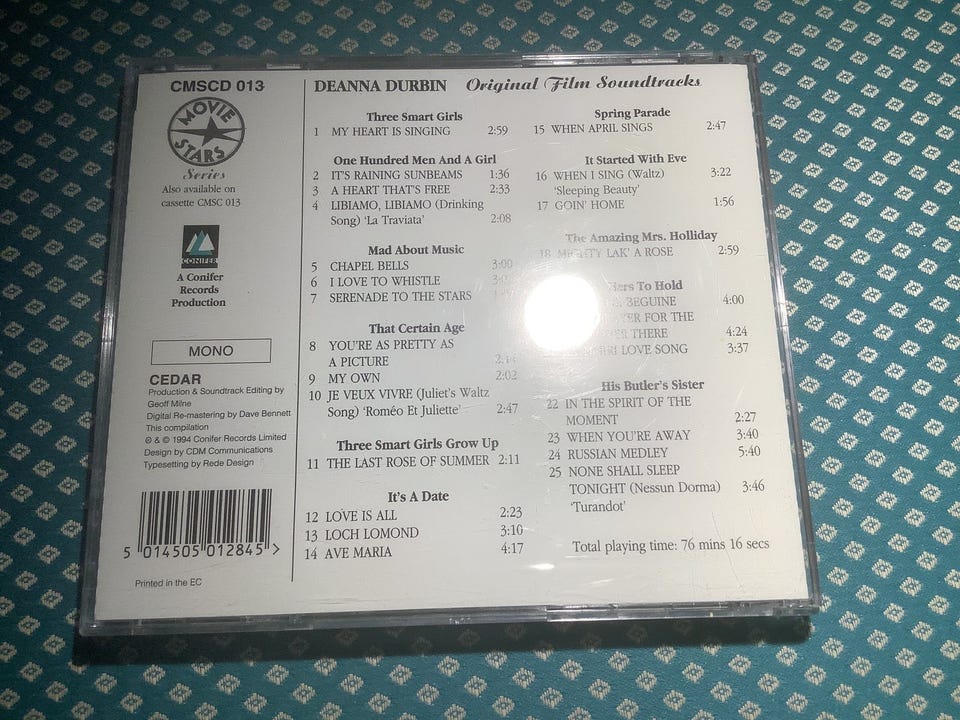 CMSCD 013
MOVIE
STARS
Series
Also available on
cassette CMSC 013
CONIFER
A Conifer
Records
Production
MONO
CEDAR
Production & Soundtrack Editing by
Geoff Milne
Digital Re-mastering by Dave Bennett
This compilation
℗ & © 1994 Conifer Records Limited
Design by CDM Communications
Typesetting by Rede Design
5 014505 012845 >
Printed in the EC
DEANNA DURBIN Original Film Soundtracks
Three Smart Girls
1 MY HEART IS SINGING 2:59
One Hundred Men And A Girl
2 IT'S RAINING SUNBEAMS 1:36
3 A HEART THAT'S FREE 2:33
4 LIBIAMO, LIBIAMO (Drinking
Song) 'La Traviata' 2:08
Mad About Music
5 CHAPEL BELLS 3:00
6 I LOVE TO WHISTLE
7 SERENADE TO THE STARS
That Certain Age
8 YOU'RE AS PRETTY AS
A PICTURE
9 MY OWN 2:02
10 JE VEUX VIVRE (Juliet's Waltz
Song) 'Roméo Et Juliette' 2:47
Three Smart Girls Grow Up
11 THE LAST ROSE OF SUMMER 2:11
It's A Date
12 LOVE IS ALL 2:23
13 LOCH LOMOND 3:10
14 AVE MARIA 4:17
Spring Parade
15 WHEN APRIL SINGS 2:47
It Started With Eve
16 WHEN I SING (Waltz) 3:22
'Sleeping Beauty'
17 GOIN' HOME 1:56
The Amazing Mrs. Holliday
18 MIGHTY LAK' A ROSE 2:59
Hers To Hold
BEGUINE 4:00
FOR THE
THERE 4:24
LOVE SONG 3:37
His Butler's Sister
22 IN THE SPIRIT OF THE
MOMENT 2:27
23 WHEN YOU'RE AWAY 3:40
24 RUSSIAN MEDLEY 5:40
25 NONE SHALL SLEEP
TONIGHT (Nessun Dorma) 3:46
'Turandot'
Total playing time: 76 mins 16 secs